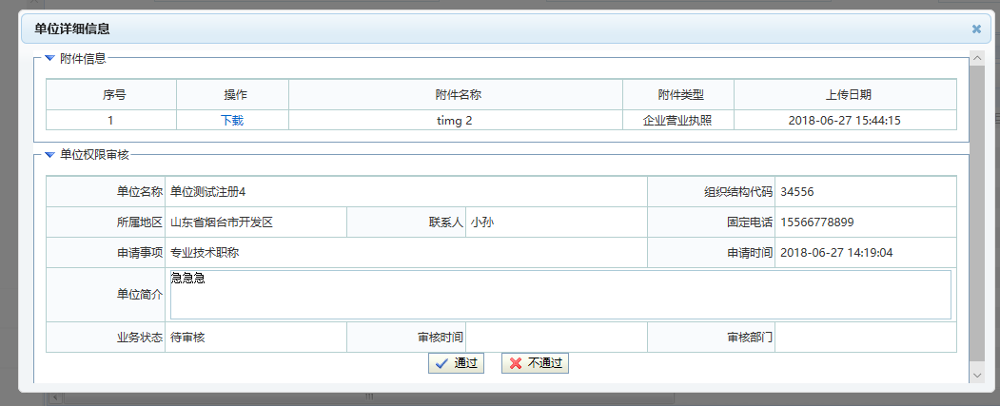 单位详细信息
附件信息
序号 操作 附件名称 附件类型 上传日期
1 下载 timg 2 企业营业执照 2018-06-27 15:44:15
单位权限审核
单位名称 单位测试注册4 组织结构代码 34556
所属地区 山东省烟台市开发区 联系人 小孙 固定电话 15566778899
申请事项 专业技术职称 申请时间 2018-06-27 14:19:04
单位简介 急急急
业务状态 待审核 审核时间 审核部门
通过 不通过